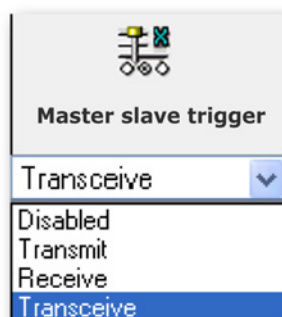 Master slave trigger
Transceive
Disabled
Transmit
Receive
Transceive